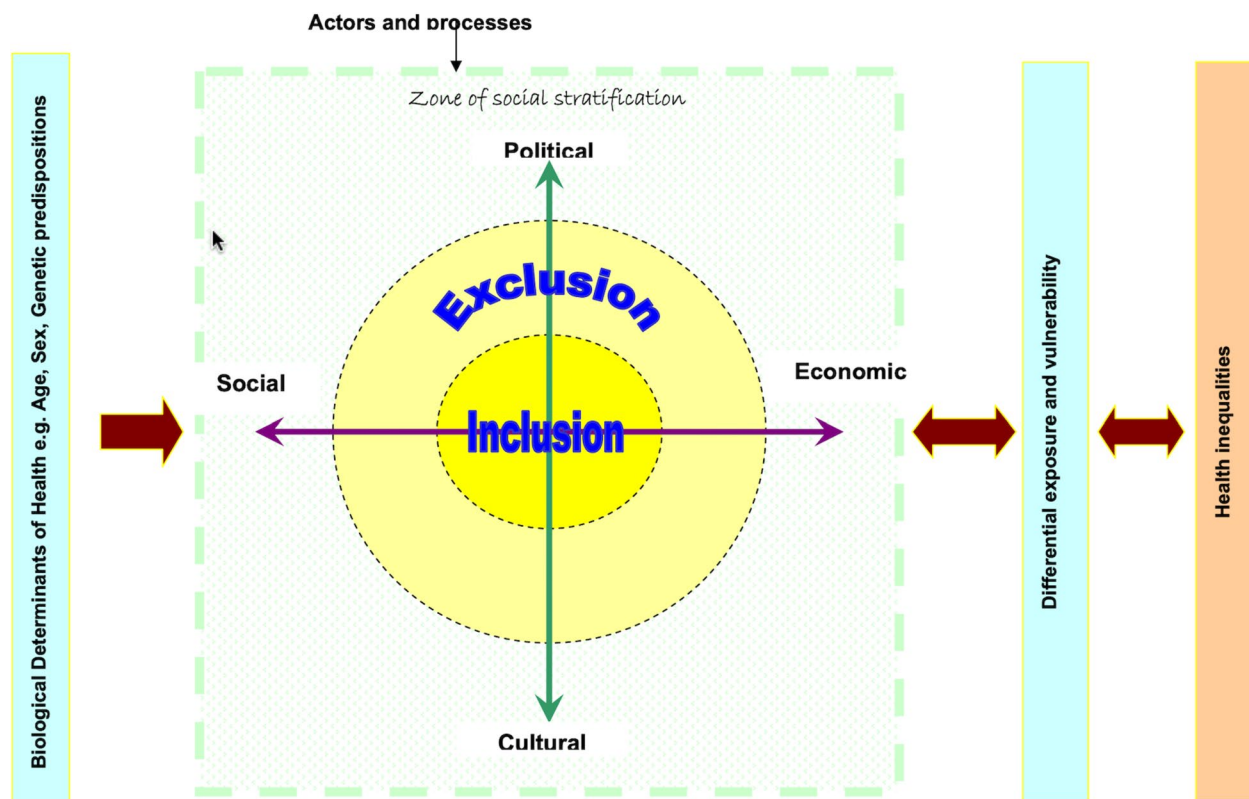 Actors and processes
Zone of social stratification
Political
Exclusion
Social
Economic
Inclusion
Cultural
Biological Determinants of Health e.g. Age, Sex, Genetic predispositions
Differential exposure and vulnerability
Health inequalities